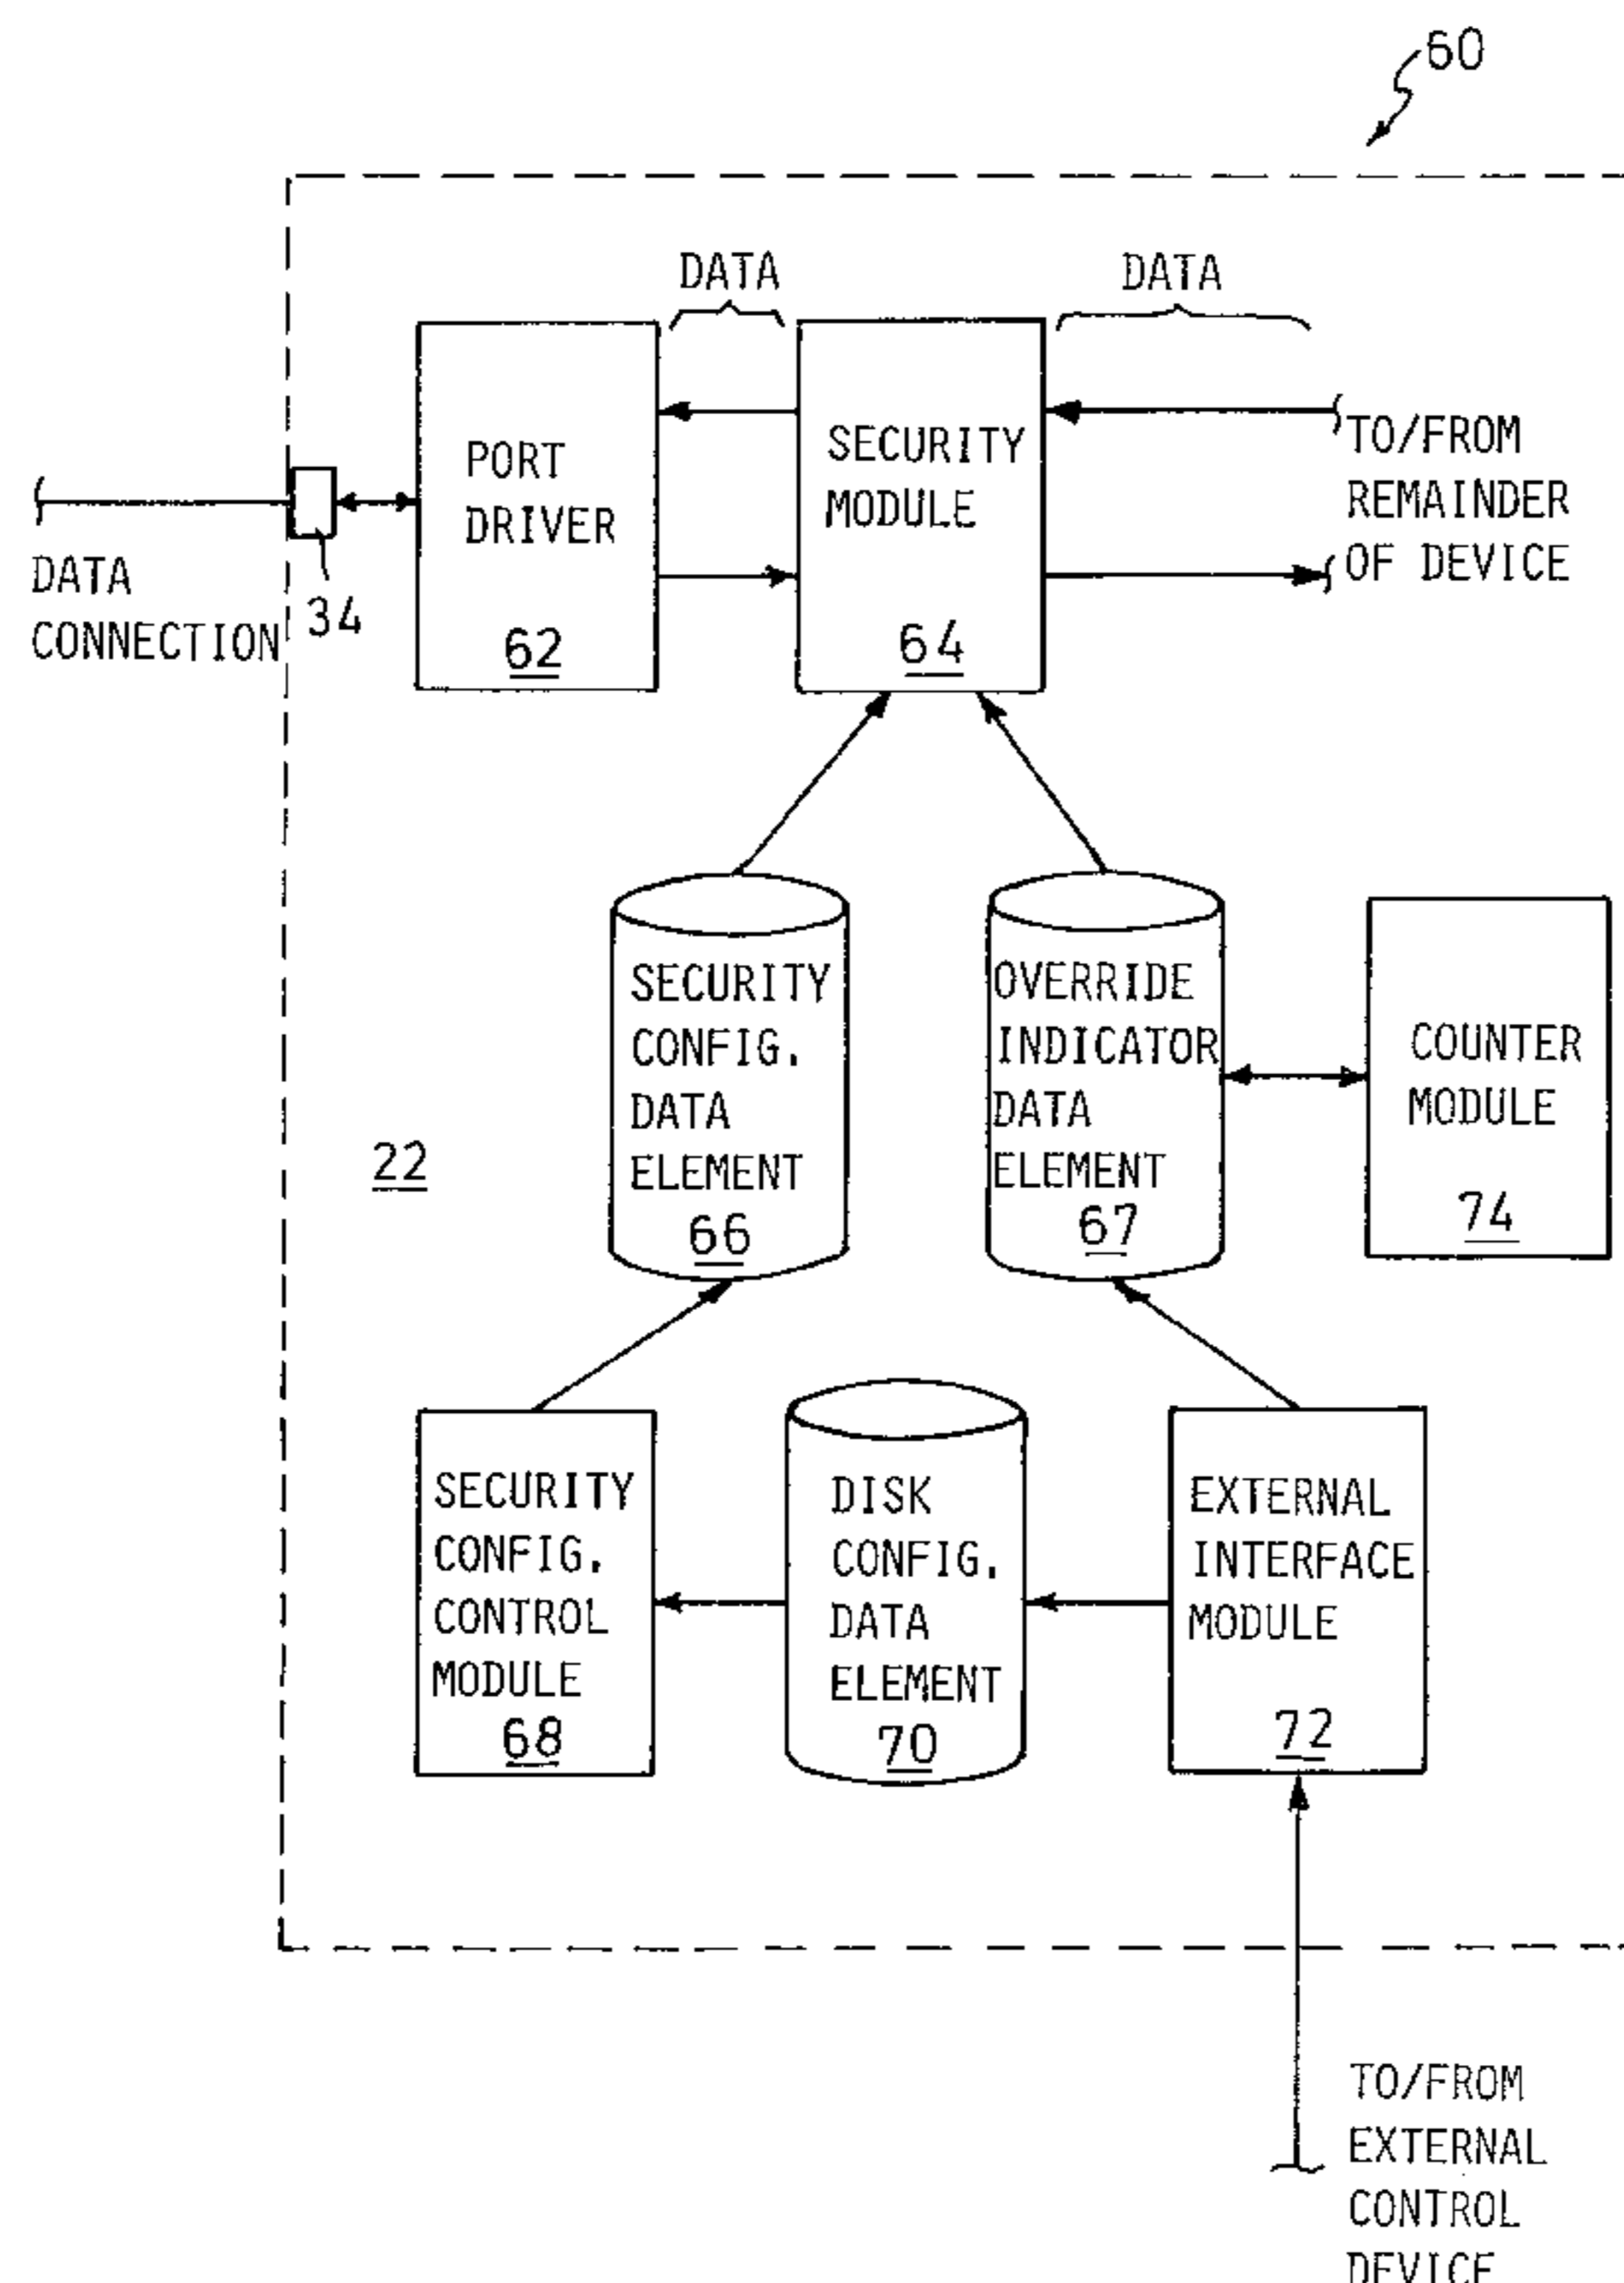 60
DATA
DATA
PORT
DRIVER
62
SECURITY
MODULE
64
TO/FROM
REMAINDER
OF DEVICE
DATA
CONNECTION
34
22
SECURITY
CONFIG.
DATA
ELEMENT
66
OVERRIDE
INDICATOR
DATA
ELEMENT
67
COUNTER
MODULE
74
SECURITY
CONFIG.
CONTROL
MODULE
68
DISK
CONFIG.
DATA
ELEMENT
70
EXTERNAL
INTERFACE
MODULE
72
TO/FROM
EXTERNAL
CONTROL
DEVICE